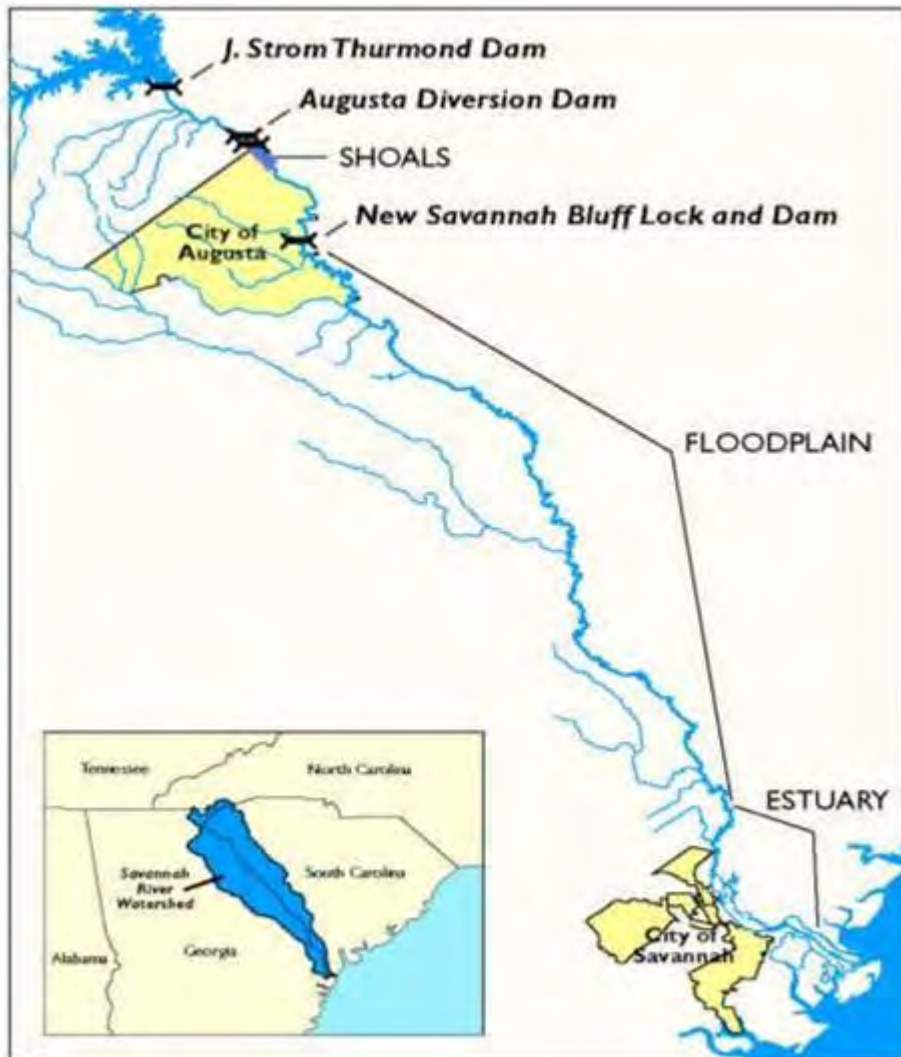 J. Strom Thurmond Dam
Augusta Diversion Dam
SHOALS
New Savannah Bluff Lock and Dam
City of
Augusta
FLOODPLAIN
ESTUARY
City of
Savannah
Tennessee
North Carolina
Savannah
River
Watershed
South Carolina
Georgia
Alabama